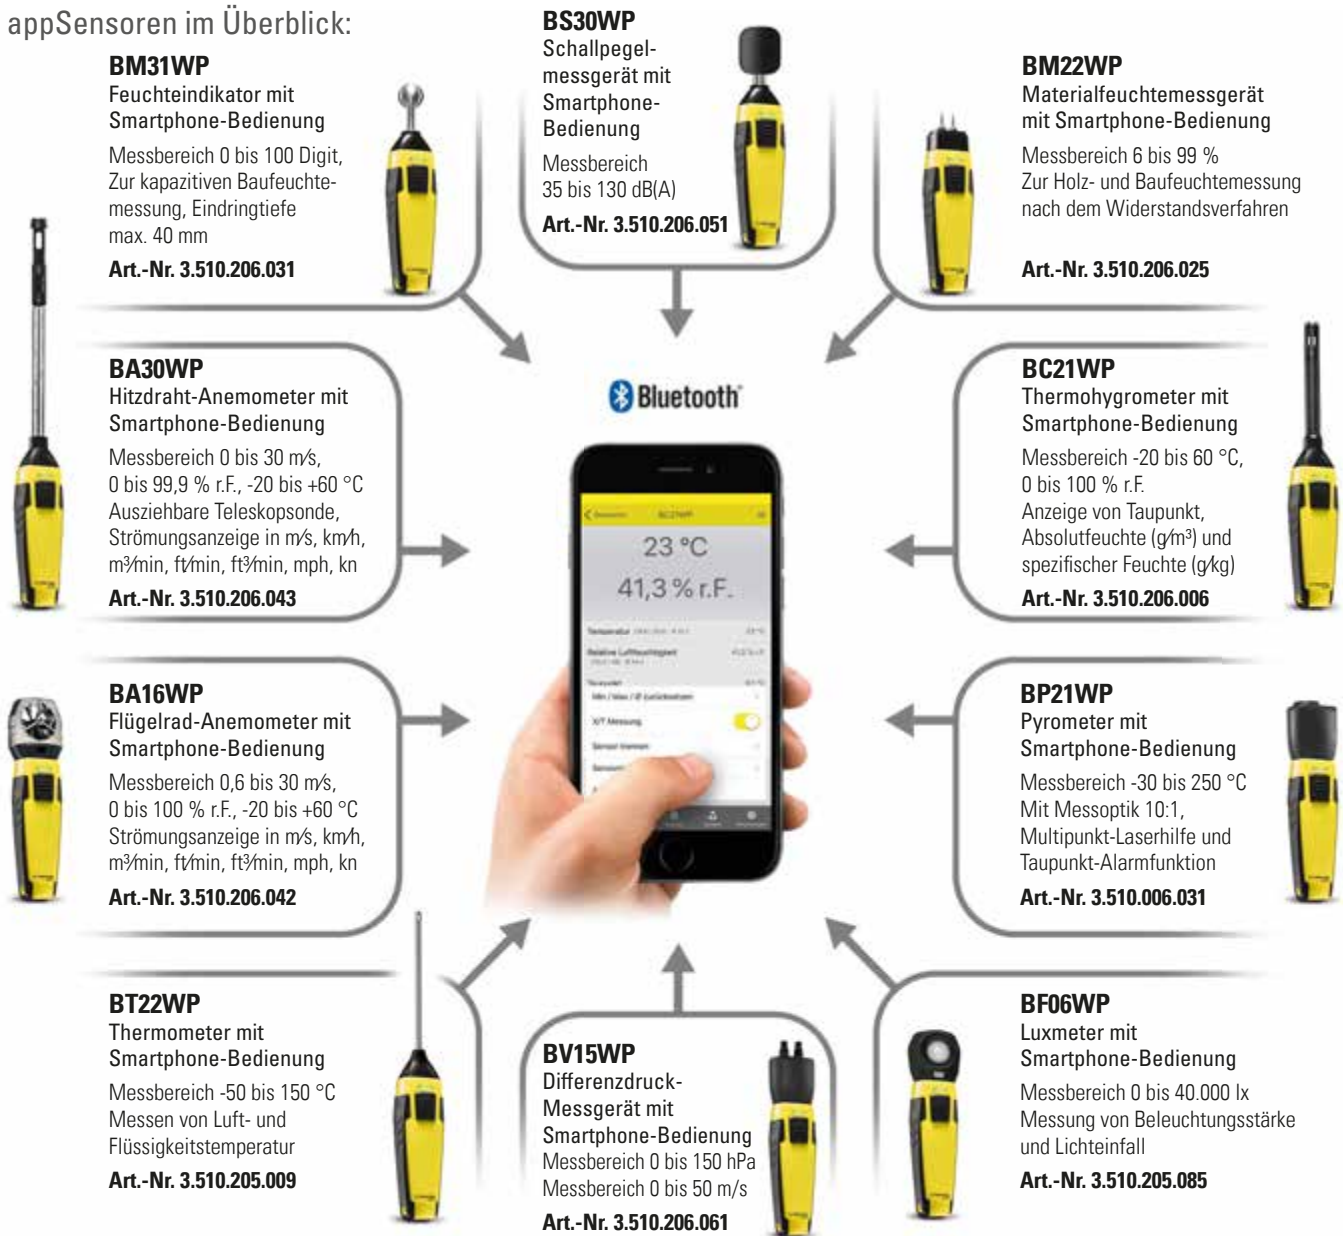 appSensoren im Überblick:
BM31WP
Feuchteindikator mit
Smartphone-Bedienung
Messbereich 0 bis 100 Digit,
Zur kapazitiven Baufeuchte-
messung, Eindringtiefe
max. 40 mm
Art.-Nr. 3.510.206.031
BS30WP
Schallpegel-
messgerät mit
Smartphone-
Bedienung
Messbereich
35 bis 130 dB(A)
Art.-Nr. 3.510.206.051
BM22WP
Materialfeuchtemessgerät
mit Smartphone-Bedienung
Messbereich 6 bis 99 %
Zur Holz- und Baufeuchtemessung
nach dem Widerstandsverfahren
Art.-Nr. 3.510.206.025
BA30WP
Hitzdraht-Anemometer mit
Smartphone-Bedienung
Messbereich 0 bis 30 m/s,
0 bis 99,9 % r.F., -20 bis +60 °C
Ausziehbare Teleskopsonde,
Strömungsanzeige in m/s, km/h,
m³/min, ft/min, ft³/min, mph, kn
Art.-Nr. 3.510.206.043
Bluetooth®
BC21WP
23 °C
41,3 % r.F.
Temperatur
Relative Luftfeuchtigkeit
Min / Max / Ø zurücksetzen
X/T Messung
Sensor trennen
BC21WP
Thermohygrometer mit
Smartphone-Bedienung
Messbereich -20 bis 60 °C,
0 bis 100 % r.F.
Anzeige von Taupunkt,
Absolutfeuchte (g/m³) und
spezifischer Feuchte (g/kg)
Art.-Nr. 3.510.206.006
BA16WP
Flügelrad-Anemometer mit
Smartphone-Bedienung
Messbereich 0,6 bis 30 m/s,
0 bis 100 % r.F., -20 bis +60 °C
Strömungsanzeige in m/s, km/h,
m³/min, ft/min, ft³/min, mph, kn
Art.-Nr. 3.510.206.042
BP21WP
Pyrometer mit
Smartphone-Bedienung
Messbereich -30 bis 250 °C
Mit Messoptik 10:1,
Multipunkt-Laserhilfe und
Taupunkt-Alarmfunktion
Art.-Nr. 3.510.006.031
BT22WP
Thermometer mit
Smartphone-Bedienung
Messbereich -50 bis 150 °C
Messen von Luft- und
Flüssigkeitstemperatur
Art.-Nr. 3.510.205.009
BV15WP
Differenzdruck-
Messgerät mit
Smartphone-Bedienung
Messbereich 0 bis 150 hPa
Messbereich 0 bis 50 m/s
Art.-Nr. 3.510.206.061
BF06WP
Luxmeter mit
Smartphone-Bedienung
Messbereich 0 bis 40.000 lx
Messung von Beleuchtungsstärke
und Lichteinfall
Art.-Nr. 3.510.205.085